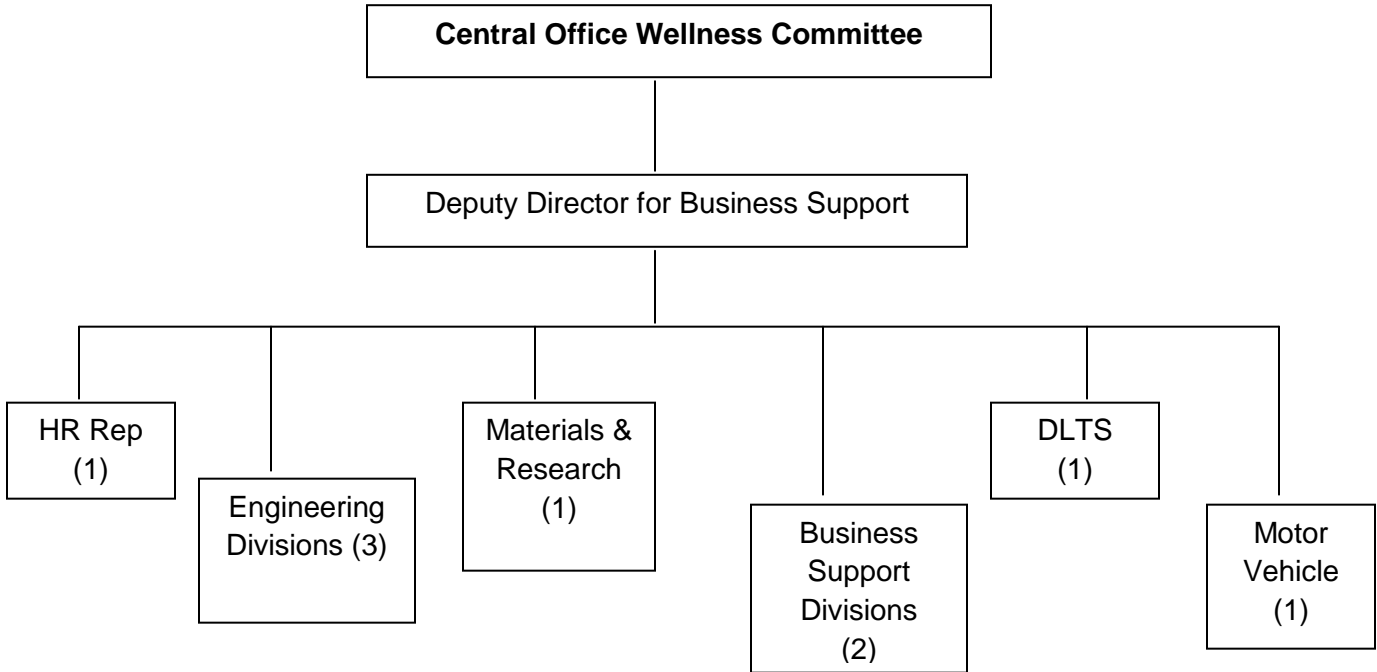 Central Office Wellness Committee
Deputy Director for Business Support
HR Rep
(1)
Engineering
Divisions (3)
Materials &
Research
(1)
Business
Support
Divisions
(2)
DLTS
(1)
Motor
Vehicle
(1)